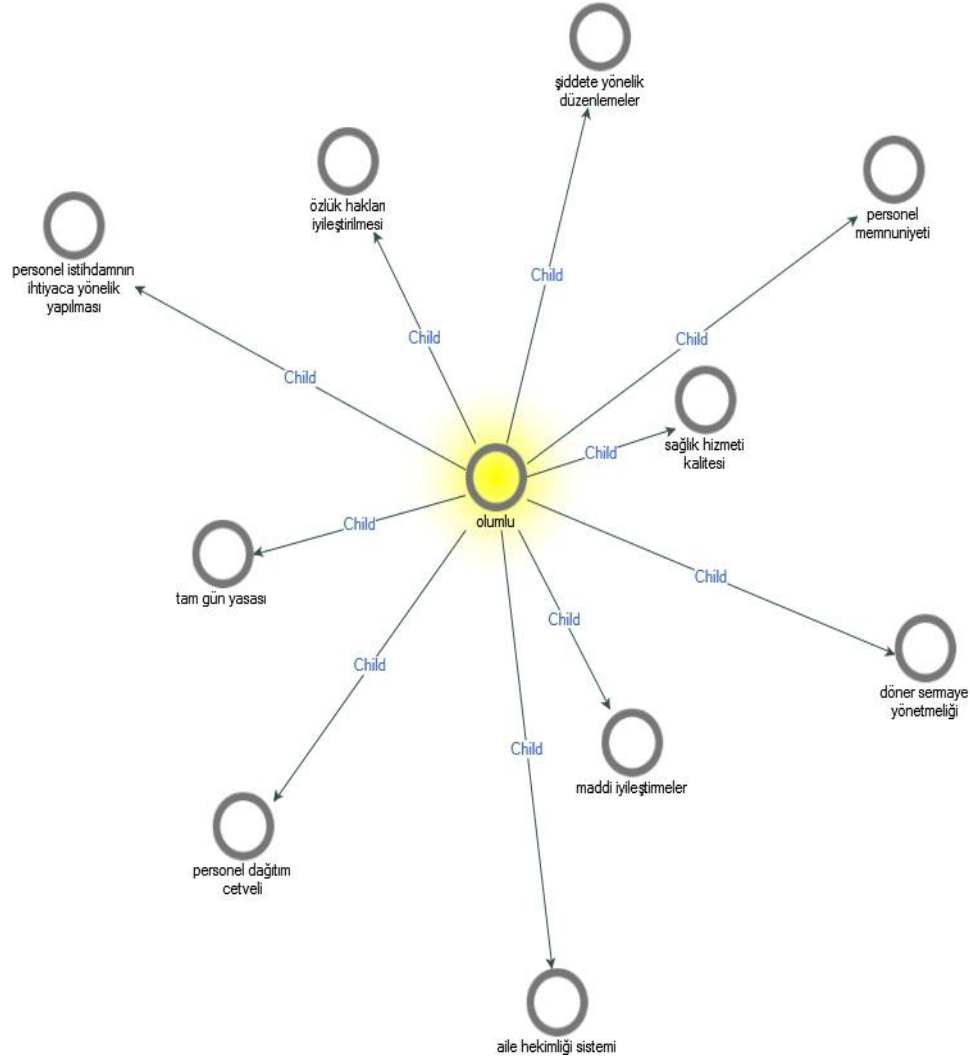 şiddete yönelik
düzenlemeler
özlük hakları
iyileştirilmesi
personel
memnuniyeti
personel istihdamnın
ihtiyaca yönelik
yapılması
Child
Child
Child
Child
sağlık hizmeti
kalitesi
Child
olumlu
Child
tam gün yasası
Child
Child
Child
döner sermaye
yönetmeliği
Child
maddi iyileştirmeler
personel dağıtım
cetveli
aile hekimliği sistemi